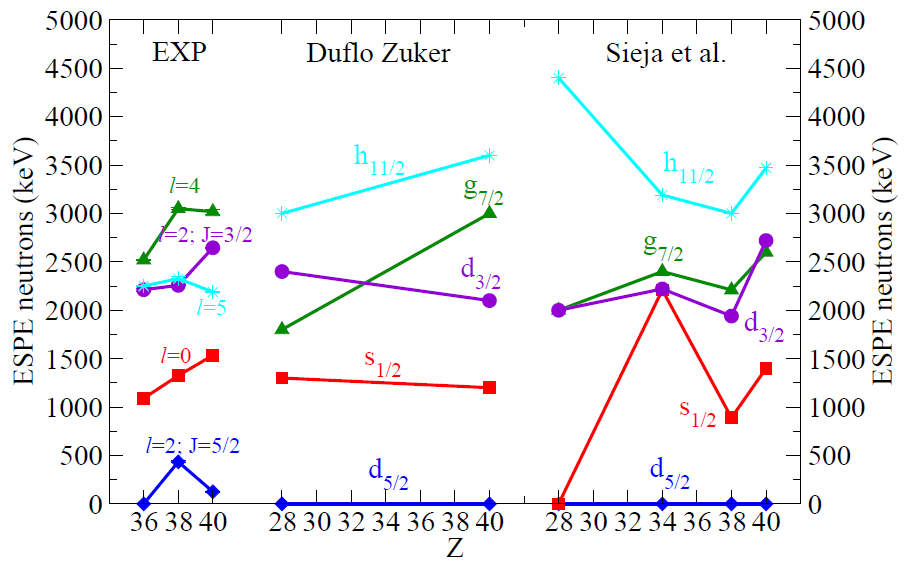 5000
4500
4000
3500
3000
2500
2000
1500
1000
500
0
ESPE neutrons (keV)
EXP
l=4
l=2; J=3/2
l=5
l=0
l=2; J=5/2
36 38 40
Duflo Zuker
h11/2
g7/2
d3/2
s1/2
d5/2
28 30 32 34 36 38 40
Z
Sieja et al.
h11/2
g7/2
d3/2
s1/2
d5/2
28 30 32 34 36 38 40
5000
4500
4000
3500
3000
2500
2000
1500
1000
500
0
ESPE neutrons (keV)